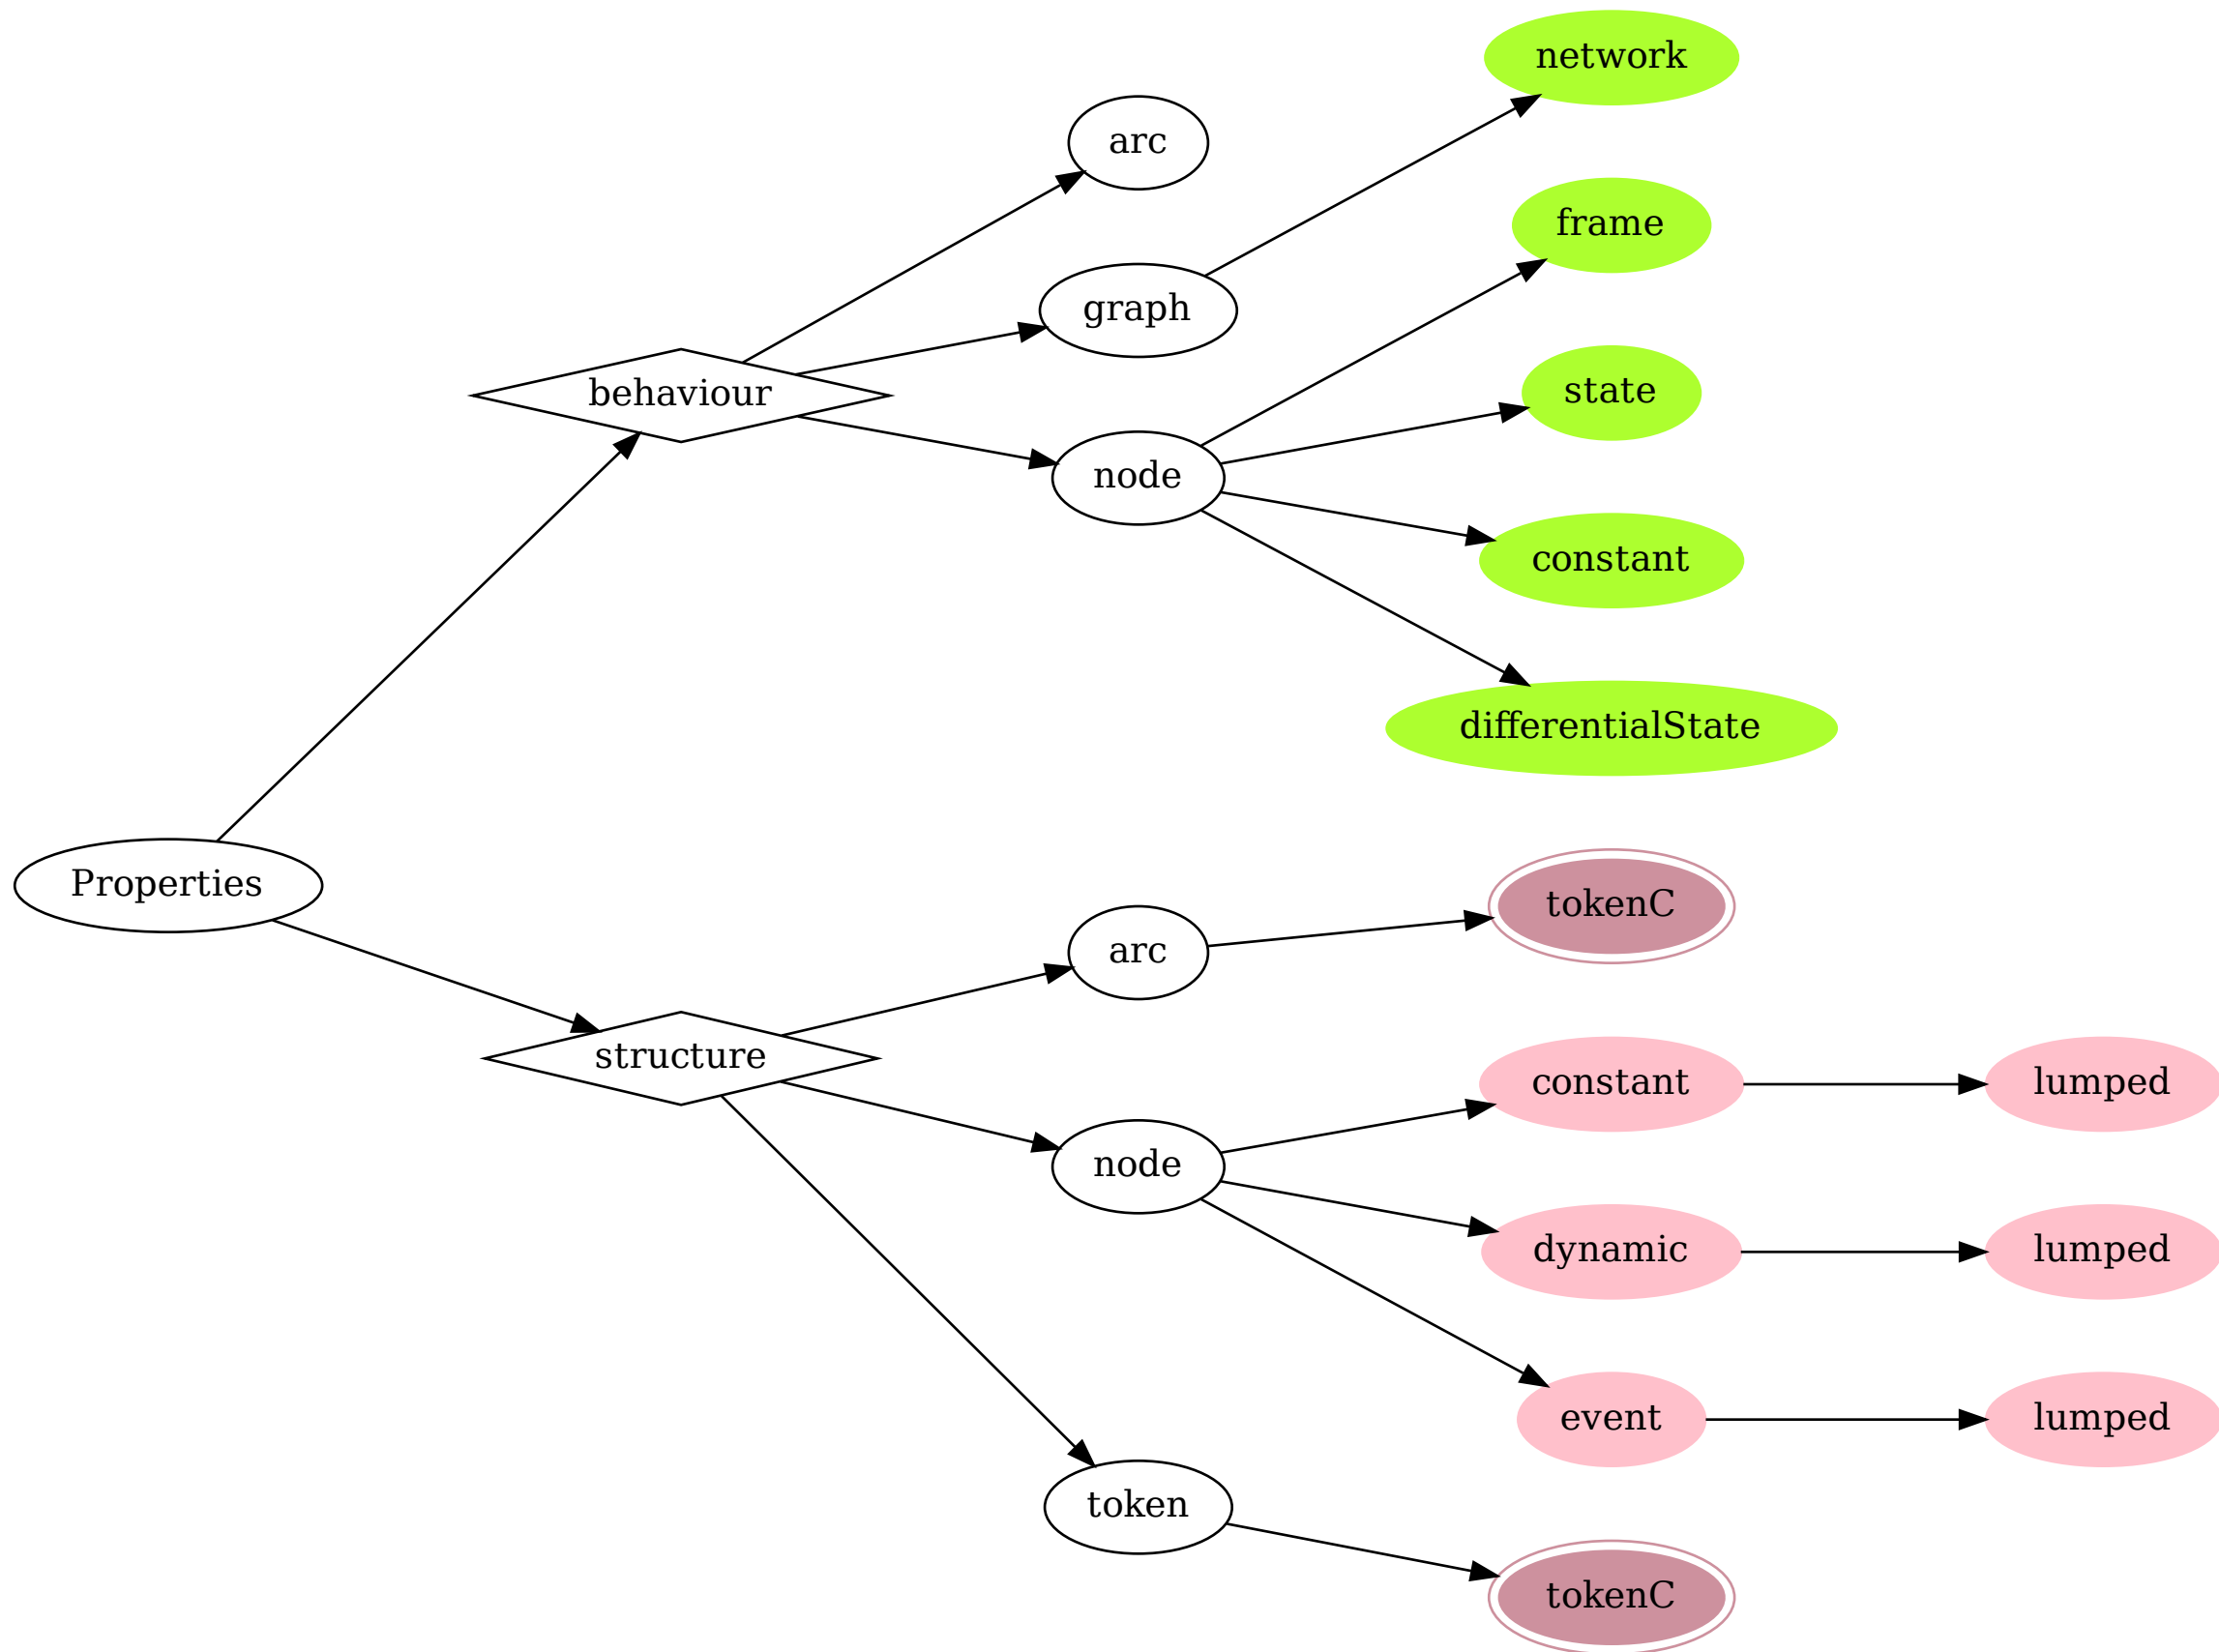 network
arc
frame
graph
state
behaviour
node
constant
differentialState
Properties
tokenC
arc
structure
constant
lumped
node
dynamic
lumped
event
lumped
token
tokenC